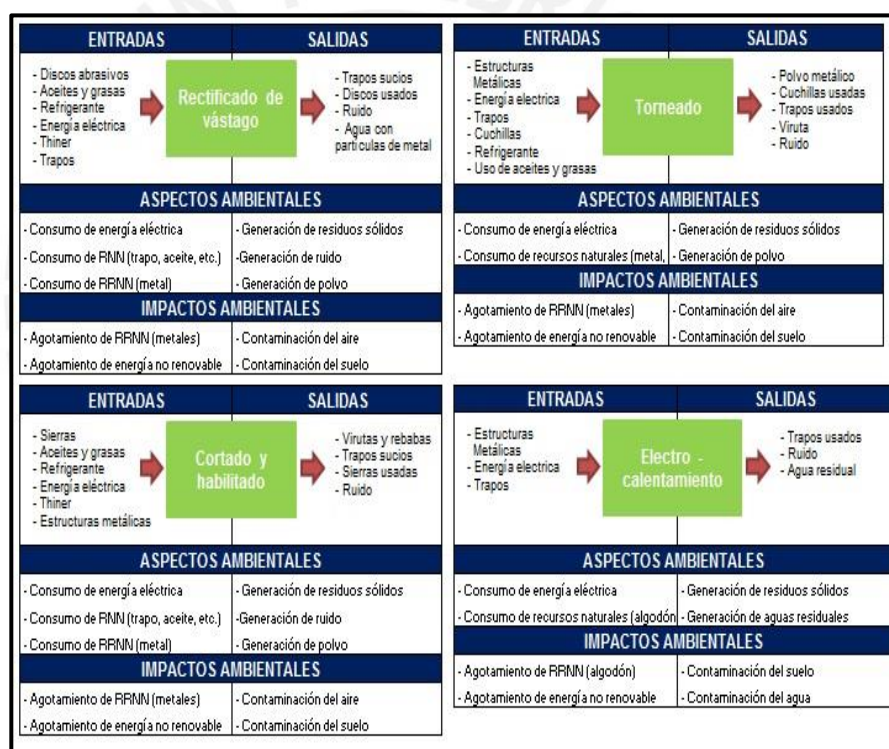 ENTRADAS
SALIDAS
- Discos abrasivos
- Aceites y grasas
- Refrigerante
- Energía eléctrica
- Thiner
- Trapos
Rectificado de
vástago
- Trapos sucios
- Discos usados
- Ruido
- Agua con
partículas de metal
ASPECTOS AMBIENTALES
- Consumo de energía eléctrica
- Generación de residuos sólidos
- Consumo de RNN (trapo, aceite, etc.)
-Generación de ruido
- Consumo de RRNN (metal)
- Generación de polvo
IMPACTOS AMBIENTALES
- Agotamiento de RRNN (metales)
- Contaminación del aire
- Agotamiento de energía no renovable
- Contaminación del suelo
ENTRADAS
SALIDAS
- Estructuras
Metálicas
- Energía electrica
- Trapos
- Cuchillas
- Refrigerante
- Uso de aceites y grasas
Torneado
- Polvo metálico
- Cuchillas usadas
- Trapos usados
- Viruta
- Ruido
ASPECTOS AMBIENTALES
- Consumo de energía eléctrica
- Generación de residuos sólidos
- Consumo de recursos naturales (metal,
- Generación de polvo
IMPACTOS AMBIENTALES
- Agotamiento de RRNN (metales)
- Contaminación del aire
- Agotamiento de energía no renovable
- Contaminación del suelo
ENTRADAS
SALIDAS
- Sierras
- Aceites y grasas
- Refrigerante
- Energía eléctrica
- Thiner
- Estructuras metálicas
Cortado y
habilitado
- Virutas y rebabas
- Trapos sucios
- Sierras usadas
- Ruido
ASPECTOS AMBIENTALES
- Consumo de energía eléctrica
- Generación de residuos sólidos
- Consumo de RNN (trapo, aceite, etc.)
-Generación de ruido
- Consumo de RRNN (metal)
- Generación de polvo
IMPACTOS AMBIENTALES
- Agotamiento de RRNN (metales)
- Contaminación del aire
- Agotamiento de energía no renovable
- Contaminación del suelo
ENTRADAS
SALIDAS
- Estructuras
Metálicas
- Energía electrica
- Trapos
Electro -
calentamiento
- Trapos usados
- Ruido
- Agua residual
ASPECTOS AMBIENTALES
- Consumo de energía eléctrica
- Generación de residuos sólidos
- Consumo de recursos naturales (algodón
- Generación de aguas residuales
IMPACTOS AMBIENTALES
- Agotamiento de RRNN (algodón)
- Contaminación del suelo
- Agotamiento de energía no renovable
- Contaminación del agua